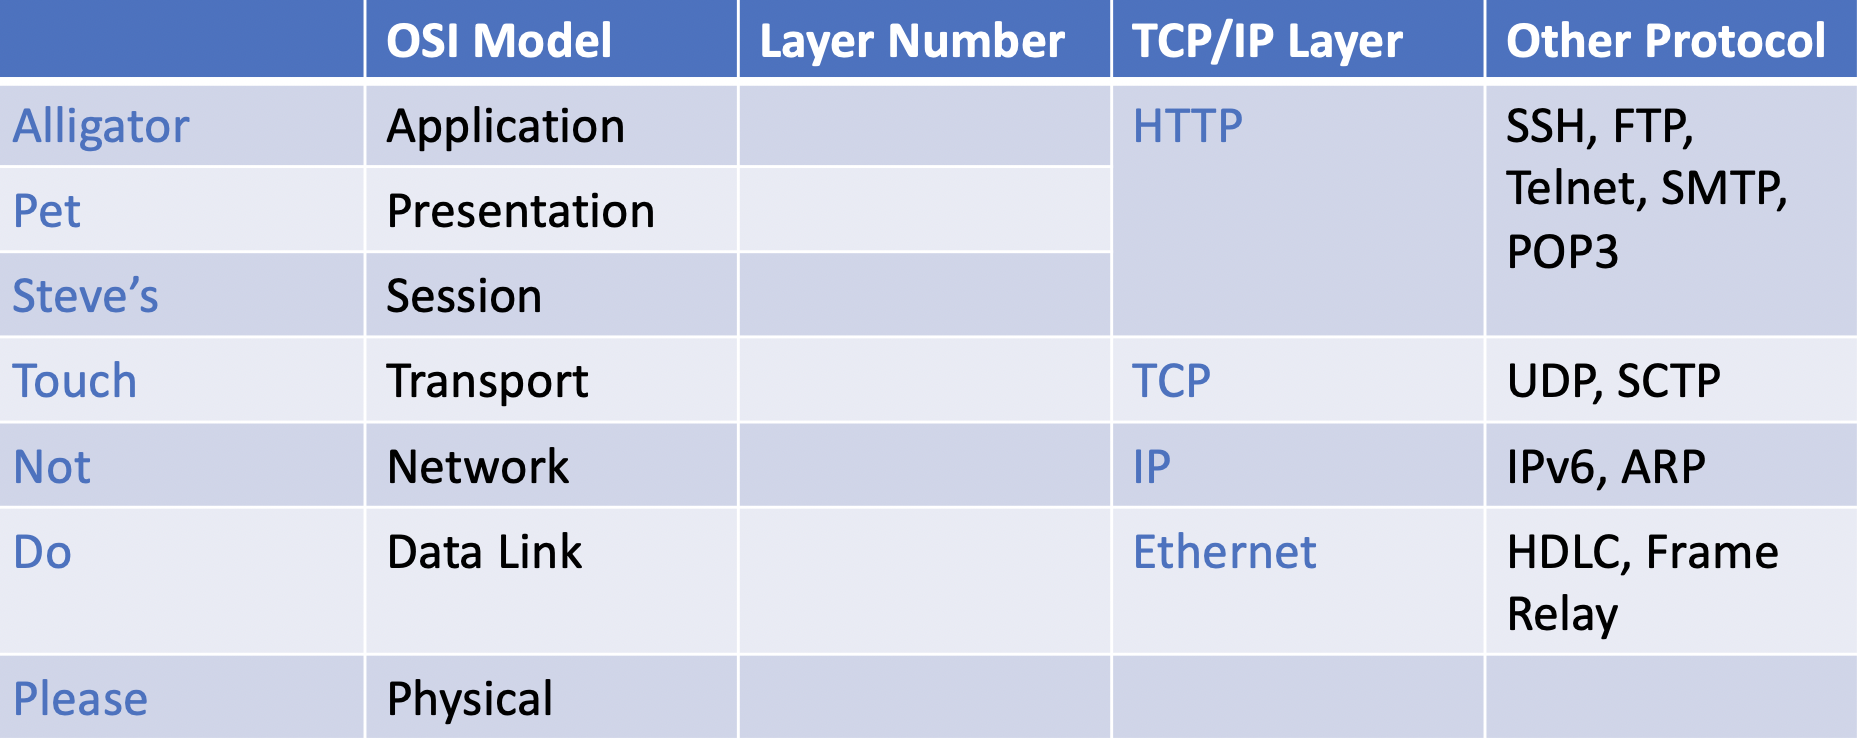 OSI Model Layer Number TCP/IP Layer Other Protocol
Alligator Application HTTP SSH, FTP,
Telnet, SMTP,
POP3
Pet Presentation
Steve’s Session
Touch Transport TCP UDP, SCTP
Not Network IP IPv6, ARP
Do Data Link Ethernet HDLC, Frame
Relay
Please Physical